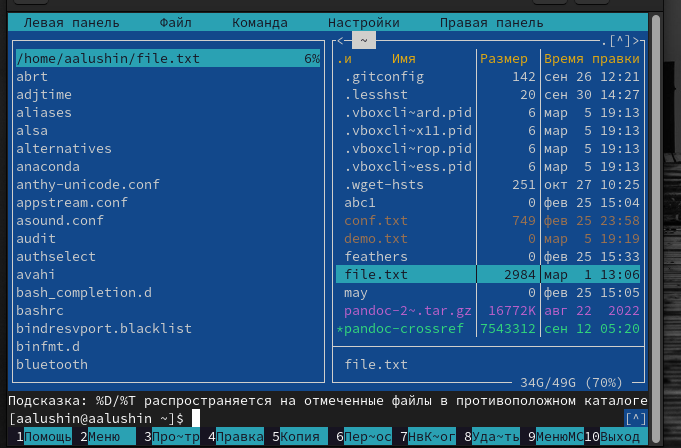 Левая панель Файл Команда Настройки Правая панель
/home/aalushin/file.txt 6%
abrt
adjtime
aliases
alsa
alternatives
anaconda
anthy-unicode.conf
appstream.conf
asound.conf
audit
authselect
avahi
bash_completion.d
bashrc
bindresvport.blacklist
binfmt.d
bluetooth
<─ ~ .[^]>
.и Имя Размер Время правки
.gitconfig 142 сен 26 12:21
.lesshst 20 сен 30 14:27
.vboxcli~ard.pid 6 мар 5 19:13
.vboxcli~x11.pid 6 мар 5 19:13
.vboxcli~rop.pid 6 мар 5 19:13
.vboxcli~ess.pid 6 мар 5 19:13
.wget-hsts 251 окт 27 10:25
abc1 0 фев 25 15:04
conf.txt 749 фев 25 23:58
demo.txt 0 мар 5 19:19
feathers 0 фев 25 15:33
file.txt 2984 мар 1 13:06
may 0 фев 25 15:05
pandoc-2~.tar.gz 16772K авг 22 2022
*pandoc-crossref 7543312 сен 12 05:20
file.txt
34G/49G (70%)
Подсказка: %D/%T распространяется на отмеченные файлы в противоположном каталоге
[aalushin@aalushin ~]$ [^]
1Помощь 2Меню 3Про~тр 4Правка 5Копия 6Пер~ос 7НвК~ог 8Уда~ть 9МенюMC 10Выход